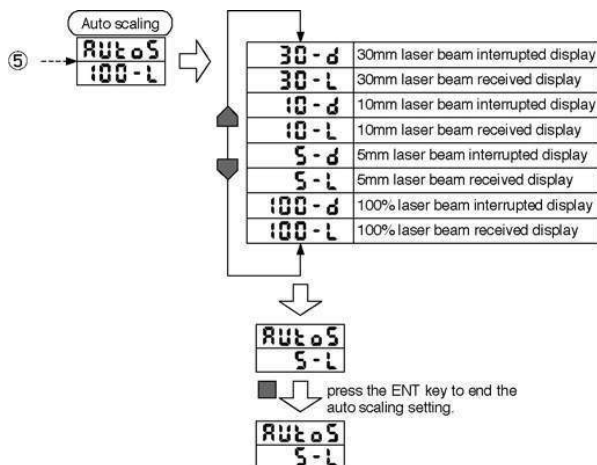 Auto scaling
⑤
AUtoS
100-L
30-d 30mm laser beam interrupted display
30-L 30mm laser beam received display
10-d 10mm laser beam interrupted display
10-L 10mm laser beam received display
5-d 5mm laser beam interrupted display
5-L 5mm laser beam received display
100-d 100% laser beam interrupted display
100-L 100% laser beam received display
AUtoS
5-L
press the ENT key to end the
auto scaling setting.
AUtoS
5-L